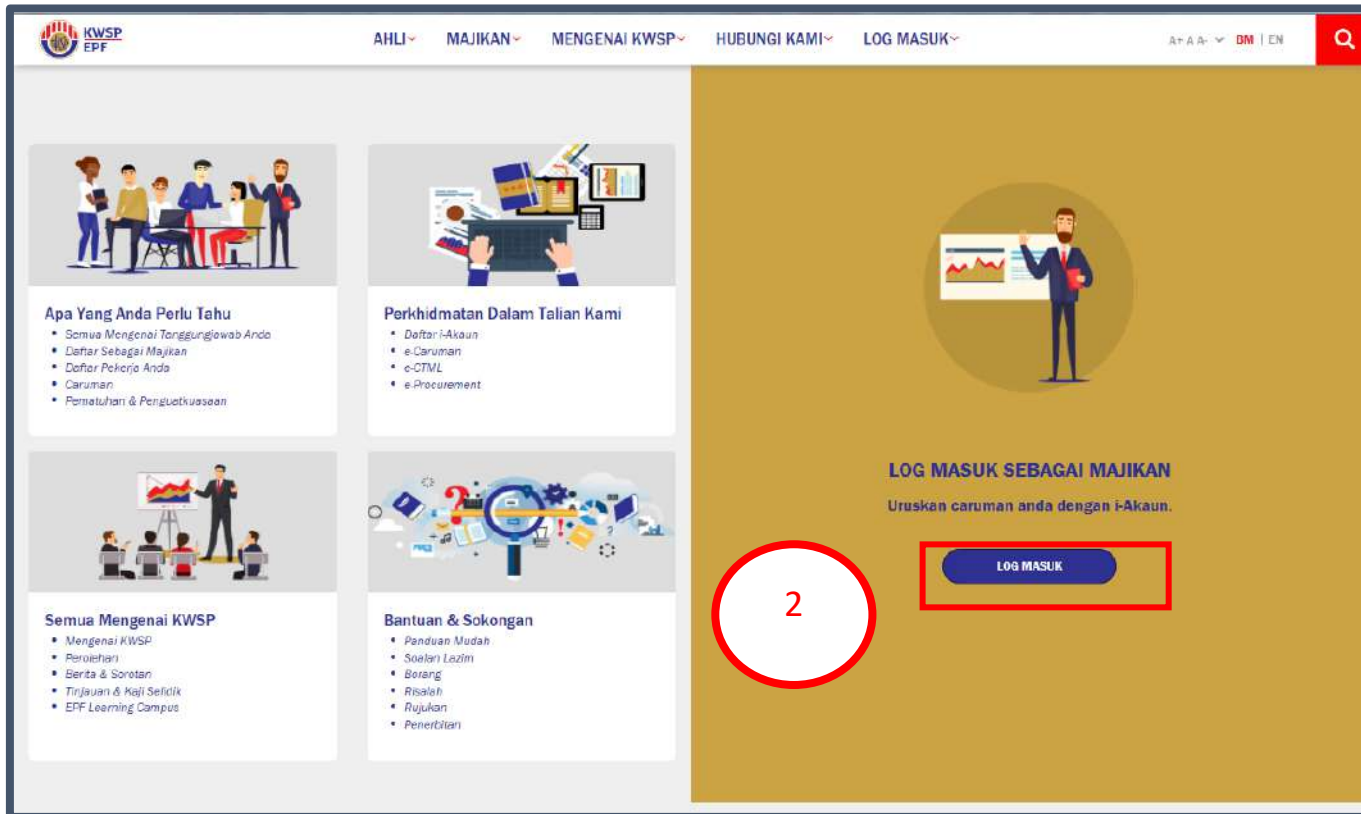 KWSP
EPF
AHLI
MAJIKAN
MENGENAI KWSP
HUBUNGI KAMI
LOG MASUK
A+ A A-
BM | EN
Apa Yang Anda Perlu Tahu
Semua Mengenai Tanggungjawab Anda
Daftar Sebagai Majikan
Daftar Pekerja Anda
Caruman
Pematuhan & Penguatkuasaan
Perkhidmatan Dalam Talian Kami
Daftar i-Akaun
e-Caruman
e-CTML
e-Procurement
Semua Mengenai KWSP
Mengenai KWSP
Perolehan
Berita & Sorotan
Tinjauan & Kaji Selidik
EPF Learning Campus
Bantuan & Sokongan
Panduan Mudah
Soalan Lazim
Borang
Risalah
Rujukan
Penerbitan
LOG MASUK SEBAGAI MAJIKAN
Uruskan caruman anda dengan i-Akaun.
LOG MASUK
2